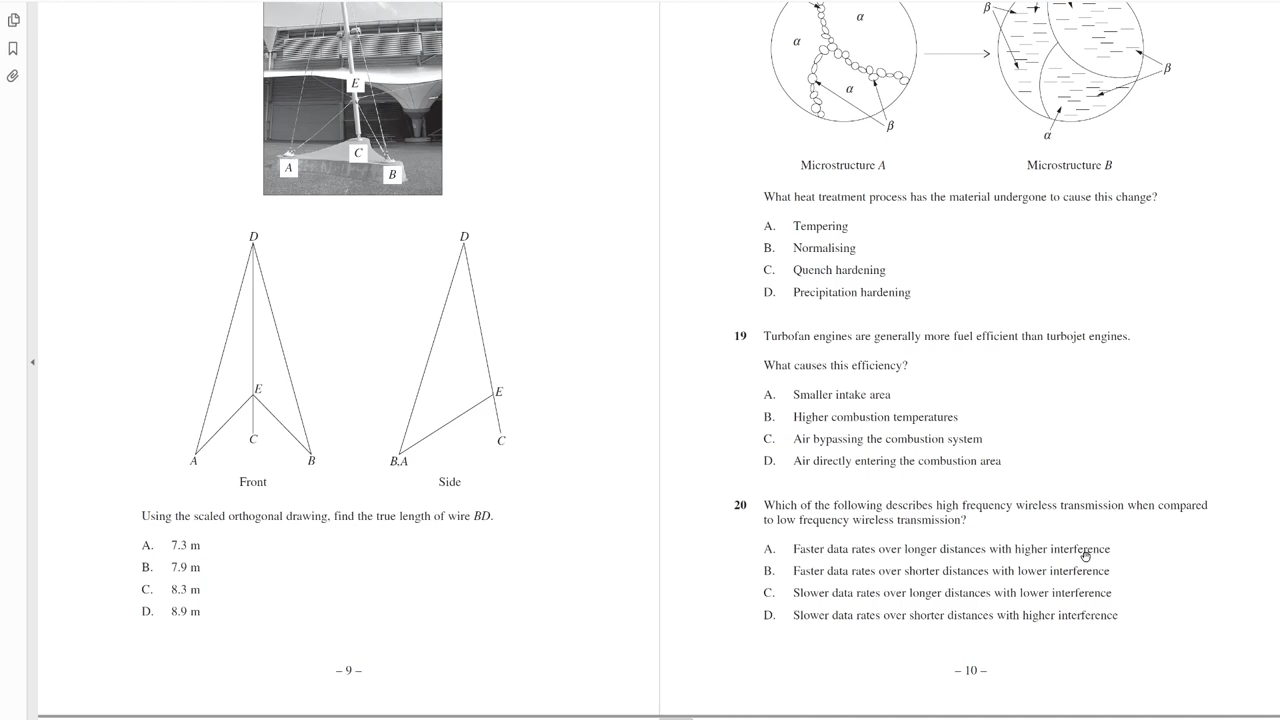 E
C
A
B
D
D
E
E
C
C
A
B
B,A
Front
Side
Using the scaled orthogonal drawing, find the true length of wire BD.
A. 7.3 m
B. 7.9 m
C. 8.3 m
D. 8.9 m
– 9 –
α
α
α
β
β
β
α
Microstructure A
Microstructure B
What heat treatment process has the material undergone to cause this change?
A. Tempering
B. Normalising
C. Quench hardening
D. Precipitation hardening
19 Turbofan engines are generally more fuel efficient than turbojet engines.
What causes this efficiency?
A. Smaller intake area
B. Higher combustion temperatures
C. Air bypassing the combustion system
D. Air directly entering the combustion area
20 Which of the following describes high frequency wireless transmission when compared
to low frequency wireless transmission?
A. Faster data rates over longer distances with higher interference
B. Faster data rates over shorter distances with lower interference
C. Slower data rates over longer distances with lower interference
D. Slower data rates over shorter distances with higher interference
– 10 –